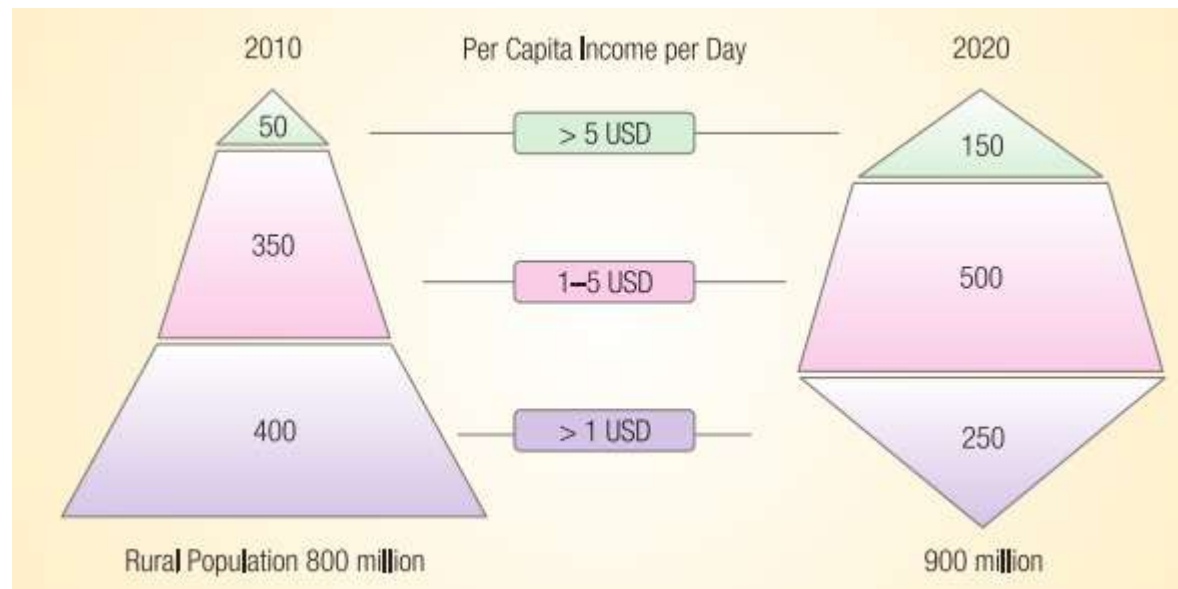 2010 Per Capita Income per Day 2020
50 > 5 USD 150
350 1–5 USD 500
400 > 1 USD 250
Rural Population 800 million 900 million